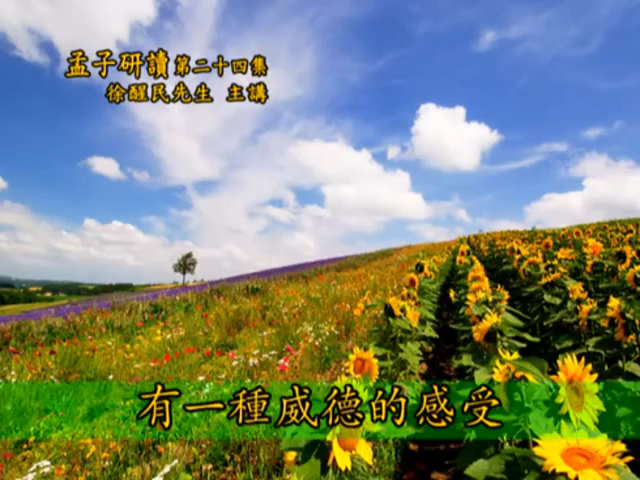 孟子研讀第二十四集
徐醒民先生 主講
有一種威德的感受